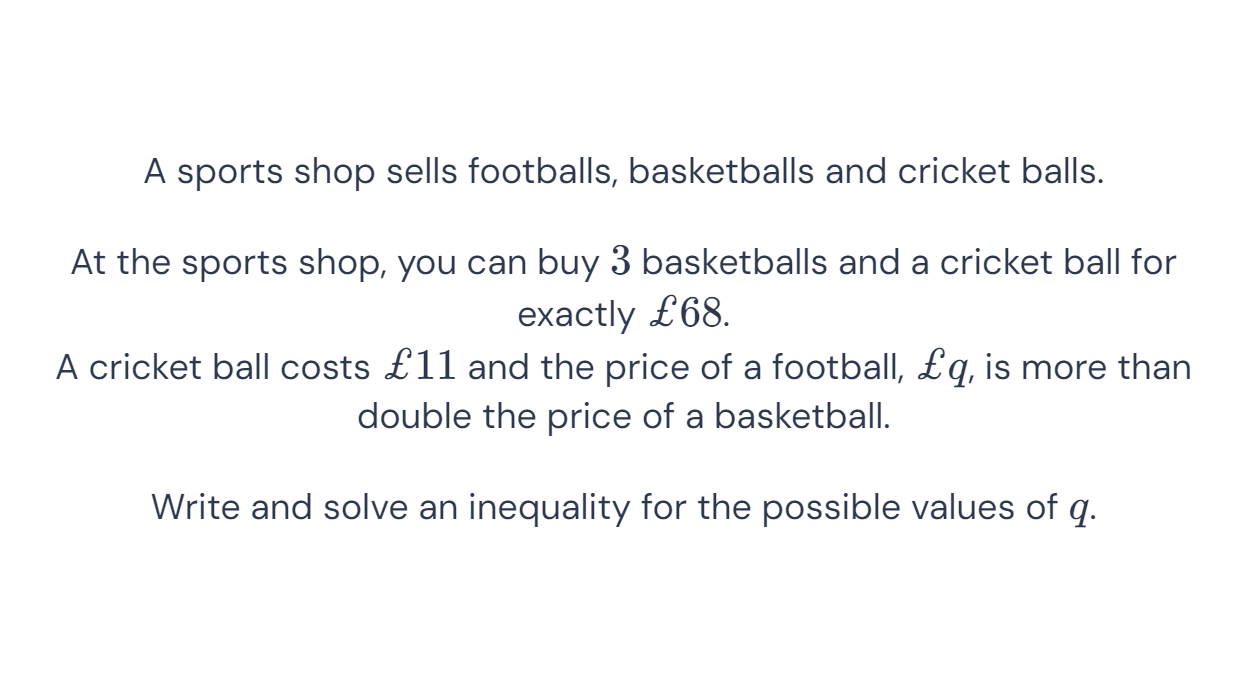 A sports shop sells footballs, basketballs and cricket balls.
At the sports shop, you can buy 3 basketballs and a cricket ball for
exactly £68.
A cricket ball costs £11 and the price of a football, £q, is more than
double the price of a basketball.
Write and solve an inequality for the possible values of q.